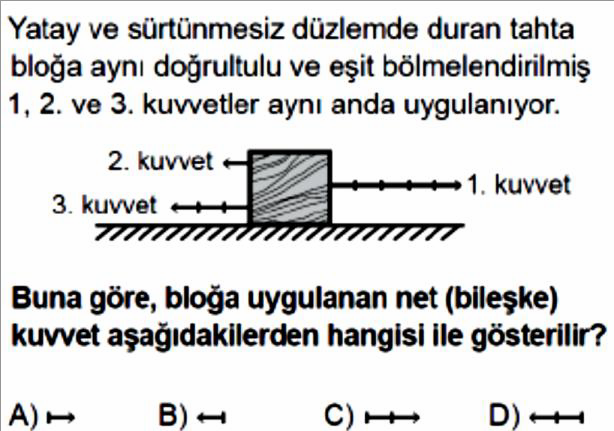 Yatay ve sürtünmesiz düzlemde duran tahta
bloğa aynı doğrultulu ve eşit bölmelendirilmiş
1, 2. ve 3. kuvvetler aynı anda uygulanıyor.
2. kuvvet
1. kuvvet
3. kuvvet
Buna göre, bloğa uygulanan net (bileşke)
kuvvet aşağıdakilerden hangisi ile gösterilir?
A) B) C) D)